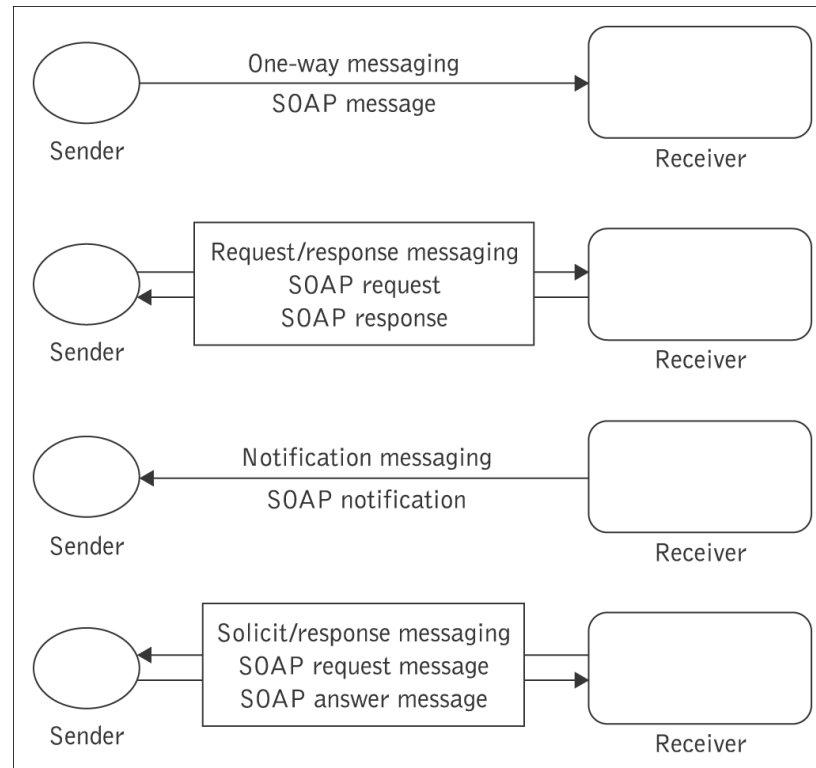 One-way messaging
SOAP message
Sender
Receiver
Request/response messaging
SOAP request
SOAP response
Sender
Receiver
Notification messaging
SOAP notification
Sender
Receiver
Solicit/response messaging
SOAP request message
SOAP answer message
Sender
Receiver